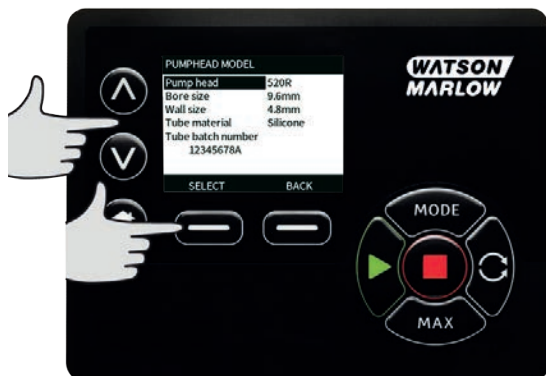 PUMPHEAD MODEL
Pump head 520R
Bore size 9.6mm
Wall size 4.8mm
Tube material Silicone
Tube batch number
12345678A
SELECT BACK
WATSON
MARLOW
MODE
MAX